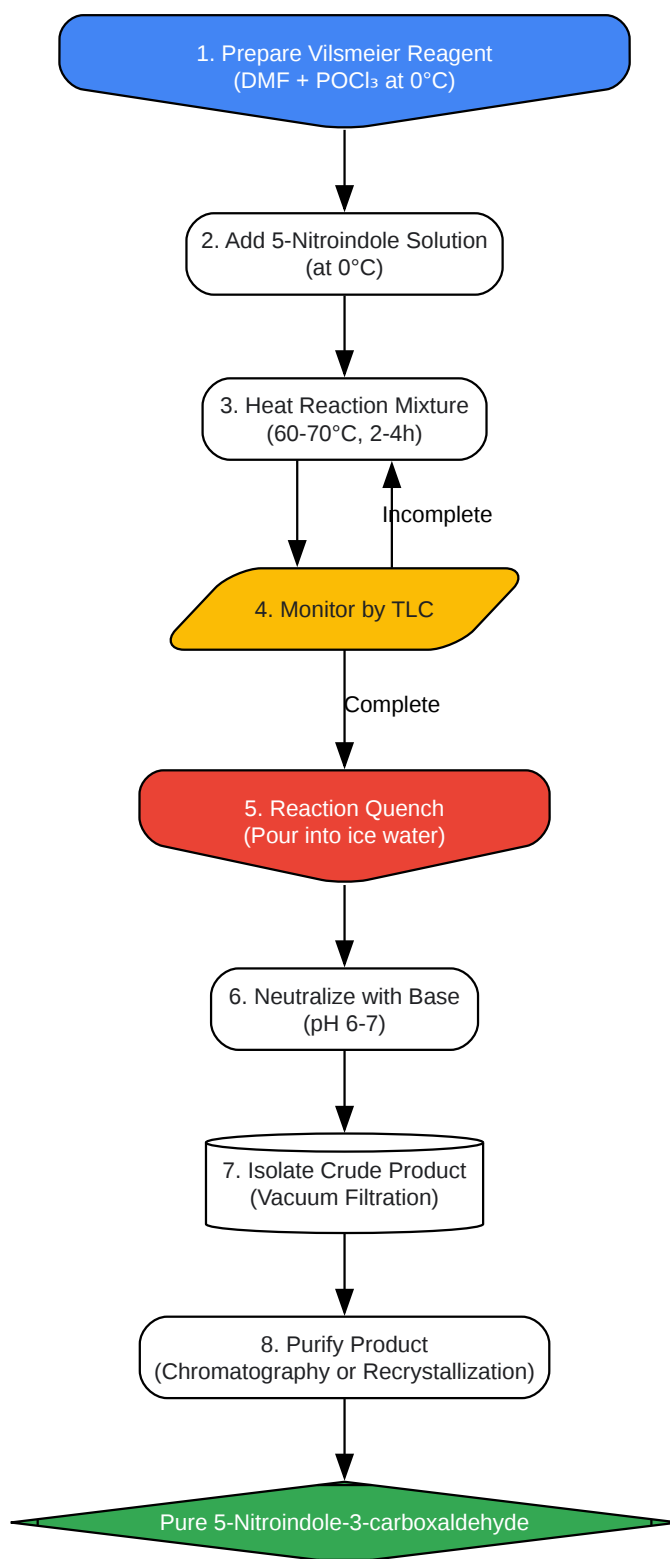 1. Prepare Vilsmeier Reagent
(DMF + POCl₃ at 0°C)
2. Add 5-Nitroindole Solution
(at 0°C)
3. Heat Reaction Mixture
(60-70°C, 2-4h)
Incomplete
4. Monitor by TLC
Complete
5. Reaction Quench
(Pour into ice water)
6. Neutralize with Base
(pH 6-7)
7. Isolate Crude Product
(Vacuum Filtration)
8. Purify Product
(Chromatography or Recrystallization)
Pure 5-Nitroindole-3-carboxaldehyde